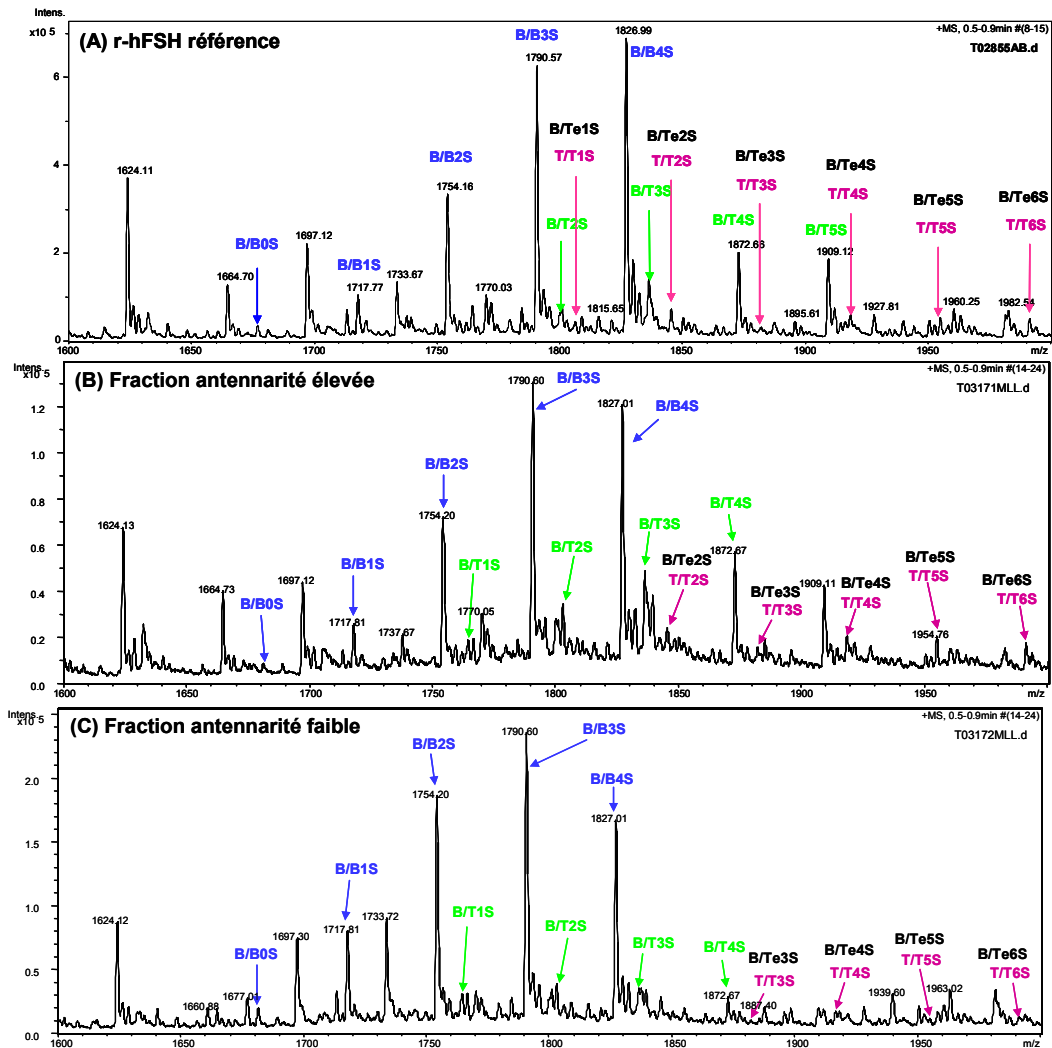 Intens.
x10 5
(A) r-hFSH référence
+MS, 0.5-0.9min #(8-15)
T02855AB.d
B/B3S
1790.57
1826.99
B/B4S
6
B/Te1S
T/T1S
B/Te2S
T/T2S
B/Te3S
T/T3S
B/Te4S
T/T4S
B/Te5S
T/T5S
B/Te6S
T/T6S
B/B2S
1754.16
4
1624.11
B/T2S
B/T3S
B/T4S
1872.66
B/T5S
1909.12
B/B0S
1697.12
B/B1S
1717.77
1733.67
2
1664.70
1770.03
1815.65
1895.61
1927.81
1960.25
1982.54
0
1600
1650
1700
1750
1800
1850
1900
1950
m/z
Intens.
x10 5
(B) Fraction antennarité élevée
+MS, 0.5-0.9min #(14-24)
T03171MLL.d
1790.60
B/B3S
1827.01
B/B4S
1.2
1.0
B/B2S
1754.20
0.8
B/T4S
1872.67
1624.13
B/T3S
0.6
B/B1S
1717.81
B/T1S
B/T2S
B/Te2S
T/T2S
B/Te3S
T/T3S
1909.11
B/Te4S
T/T4S
B/Te5S
T/T5S
1954.76
B/Te6S
T/T6S
1664.73
1697.12
0.4
B/B0S
1737.67
1770.05
0.2
0.0
1600
1650
1700
1750
1800
1850
1900
1950
m/z
Intens.
x10 5
(C) Fraction antennarité faible
+MS, 0.5-0.9min #(14-24)
T03172MLL.d
B/B2S
1754.20
1790.60
B/B3S
B/B4S
1827.01
2.0
1.5
B/B1S
1717.81
1733.72
1.0
1624.12
B/T1S
B/T2S
B/T3S
B/T4S
1872.67
B/Te3S
T/T3S
1887.40
B/Te4S
T/T4S
B/Te5S
T/T5S
B/Te6S
T/T6S
1697.30
B/B0S
0.5
1660.88
1677.01
1939.60
1963.02
0.0
1600
1650
1700
1750
1800
1850
1900
1950
m/z